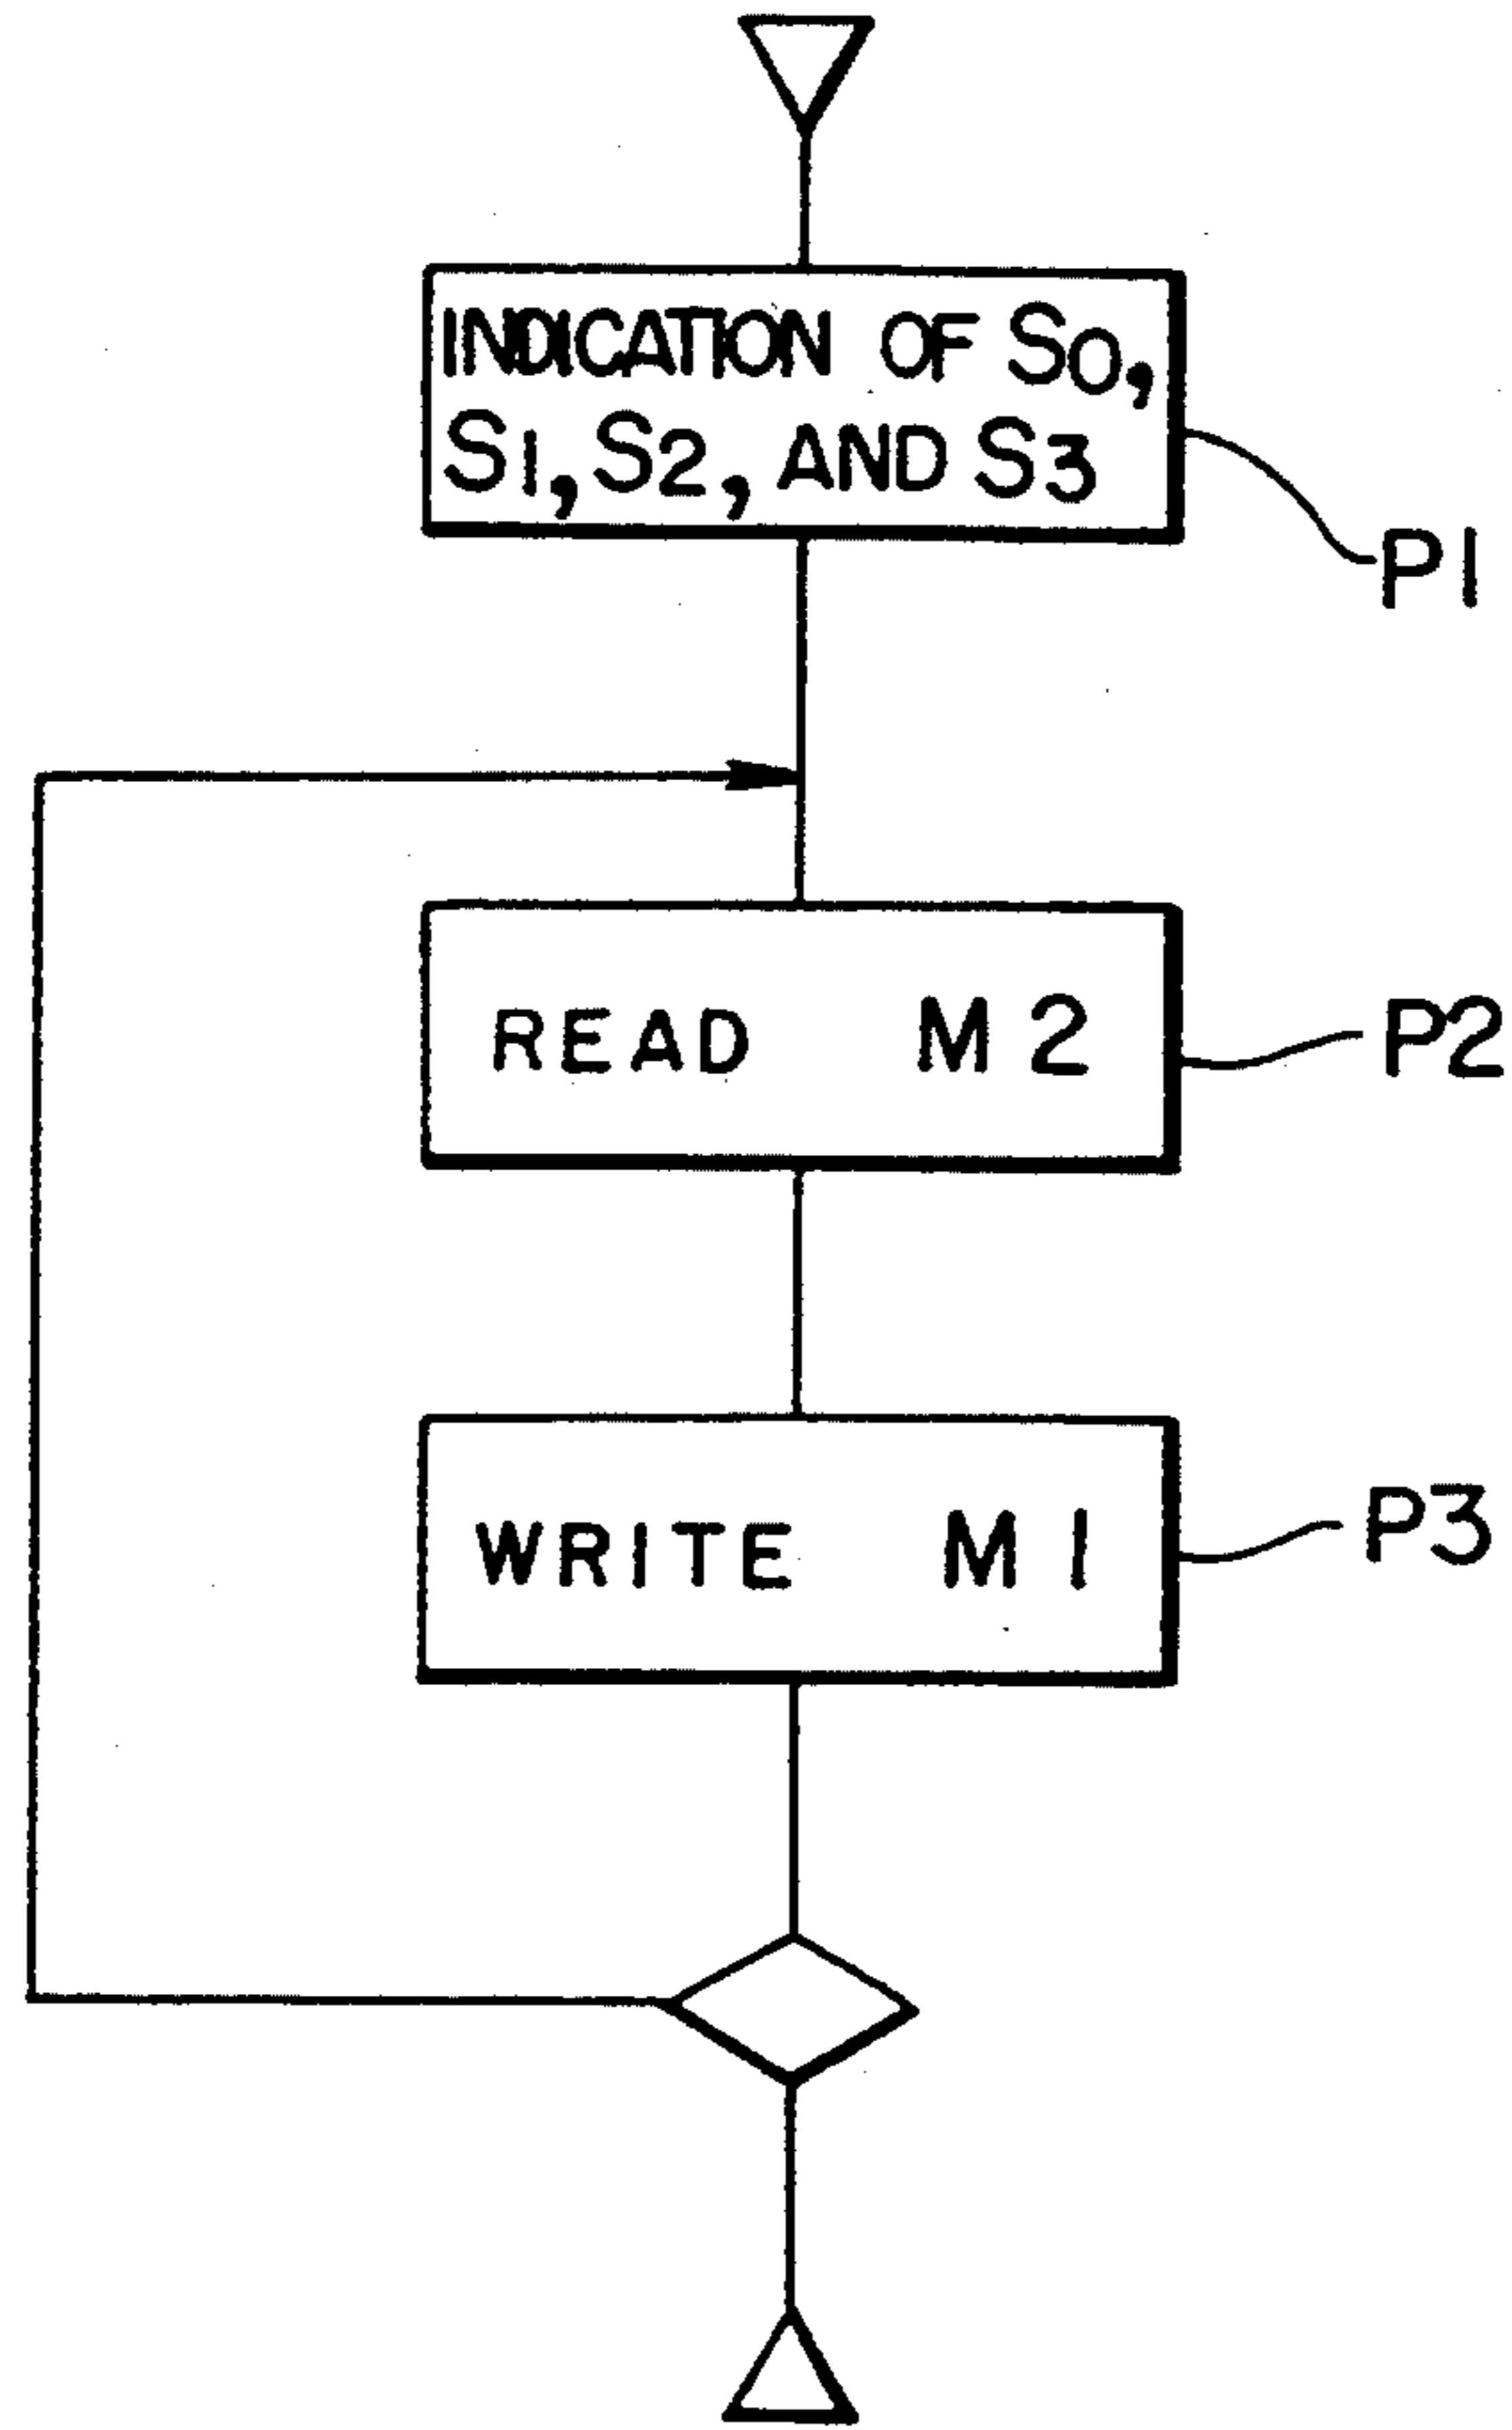 INDICATION OF S0,
S1, S2, AND S3
P1
READ M2
P2
WRITE M1
P3